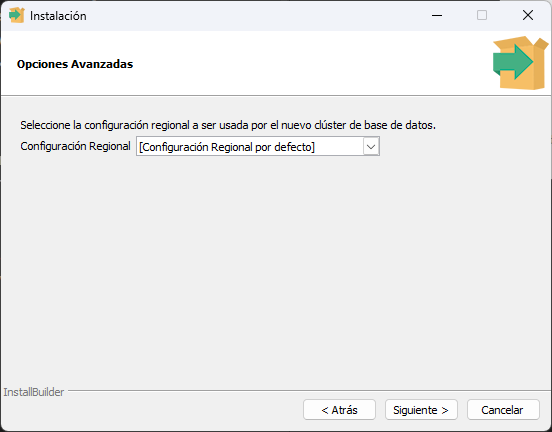 Instalación
Opciones Avanzadas
Seleccione la configuración regional a ser usada por el nuevo clúster de base de datos.
Configuración Regional [Configuración Regional por defecto]
InstallBuilder
< Atrás Siguiente > Cancelar